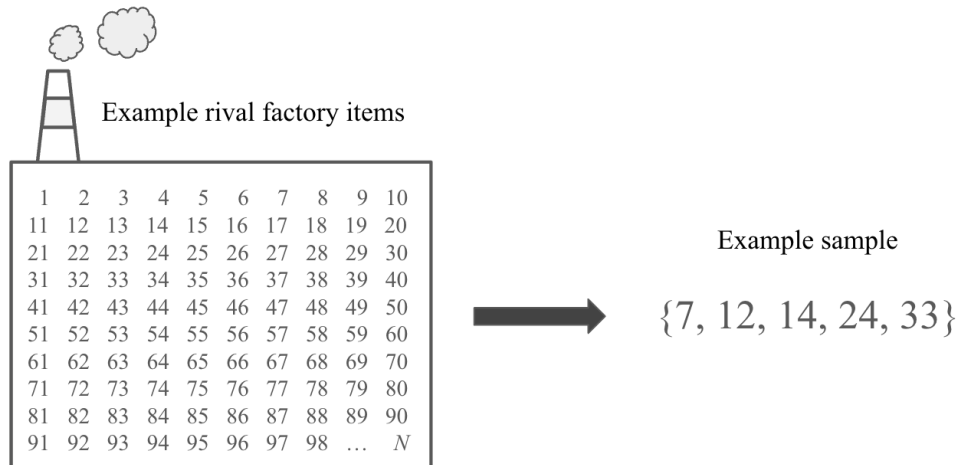 Example rival factory items
1 2 3 4 5 6 7 8 9 10
11 12 13 14 15 16 17 18 19 20
21 22 23 24 25 26 27 28 29 30
31 32 33 34 35 36 37 38 39 40
41 42 43 44 45 46 47 48 49 50
51 52 53 54 55 56 57 58 59 60
61 62 63 64 65 66 67 68 69 70
71 72 73 74 75 76 77 78 79 80
81 82 83 84 85 86 87 88 89 90
91 92 93 94 95 96 97 98 … N
Example sample
{7, 12, 14, 24, 33}